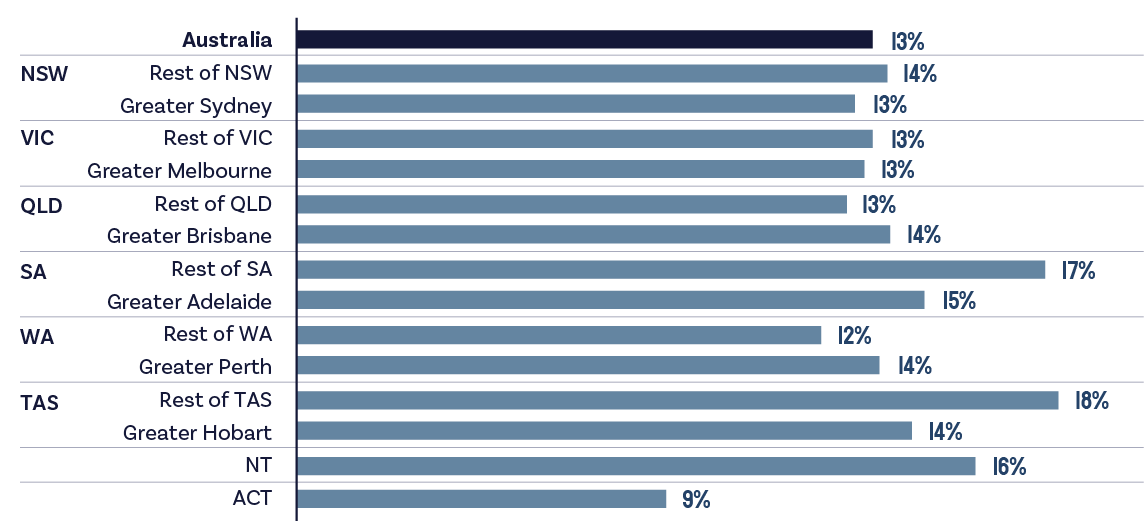 Australia 13%
NSW Rest of NSW 14%
Greater Sydney 13%
VIC Rest of VIC 13%
Greater Melbourne 13%
QLD Rest of QLD 13%
Greater Brisbane 14%
SA Rest of SA 17%
Greater Adelaide 15%
WA Rest of WA 12%
Greater Perth 14%
TAS Rest of TAS 18%
Greater Hobart 14%
NT 16%
ACT 9%